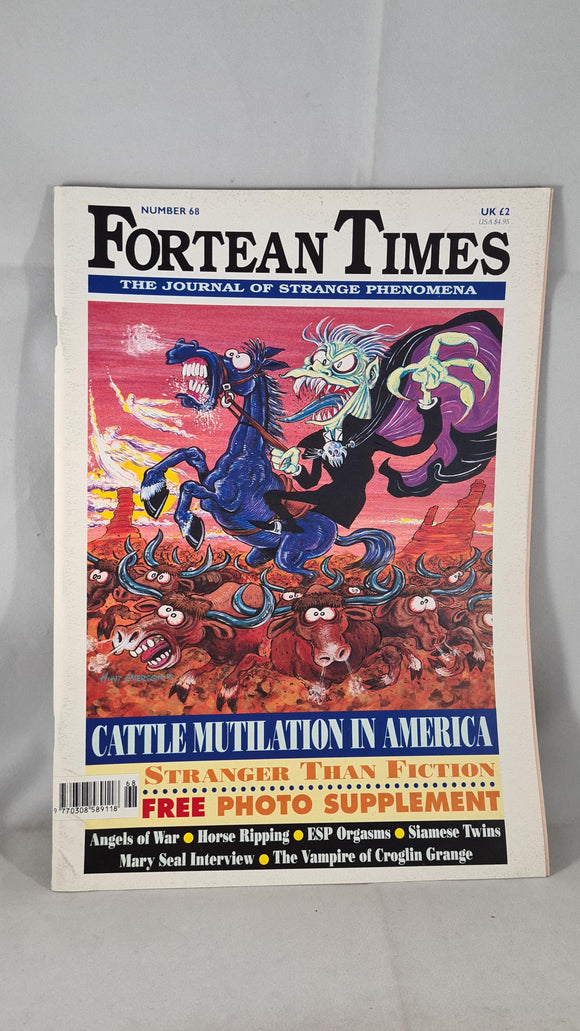 NUMBER 68
UK £2
USA $4.95
FORTEAN TIMES
THE JOURNAL OF STRANGE PHENOMENA
HUNT EMERSON
CATTLE MUTILATION IN AMERICA
STRANGER THAN FICTION
FREE PHOTO SUPPLEMENT
68
9 770308 589118
Angels of War • Horse Ripping • ESP Orgasms • Siamese Twins
Mary Seal Interview • The Vampire of Croglin Grange